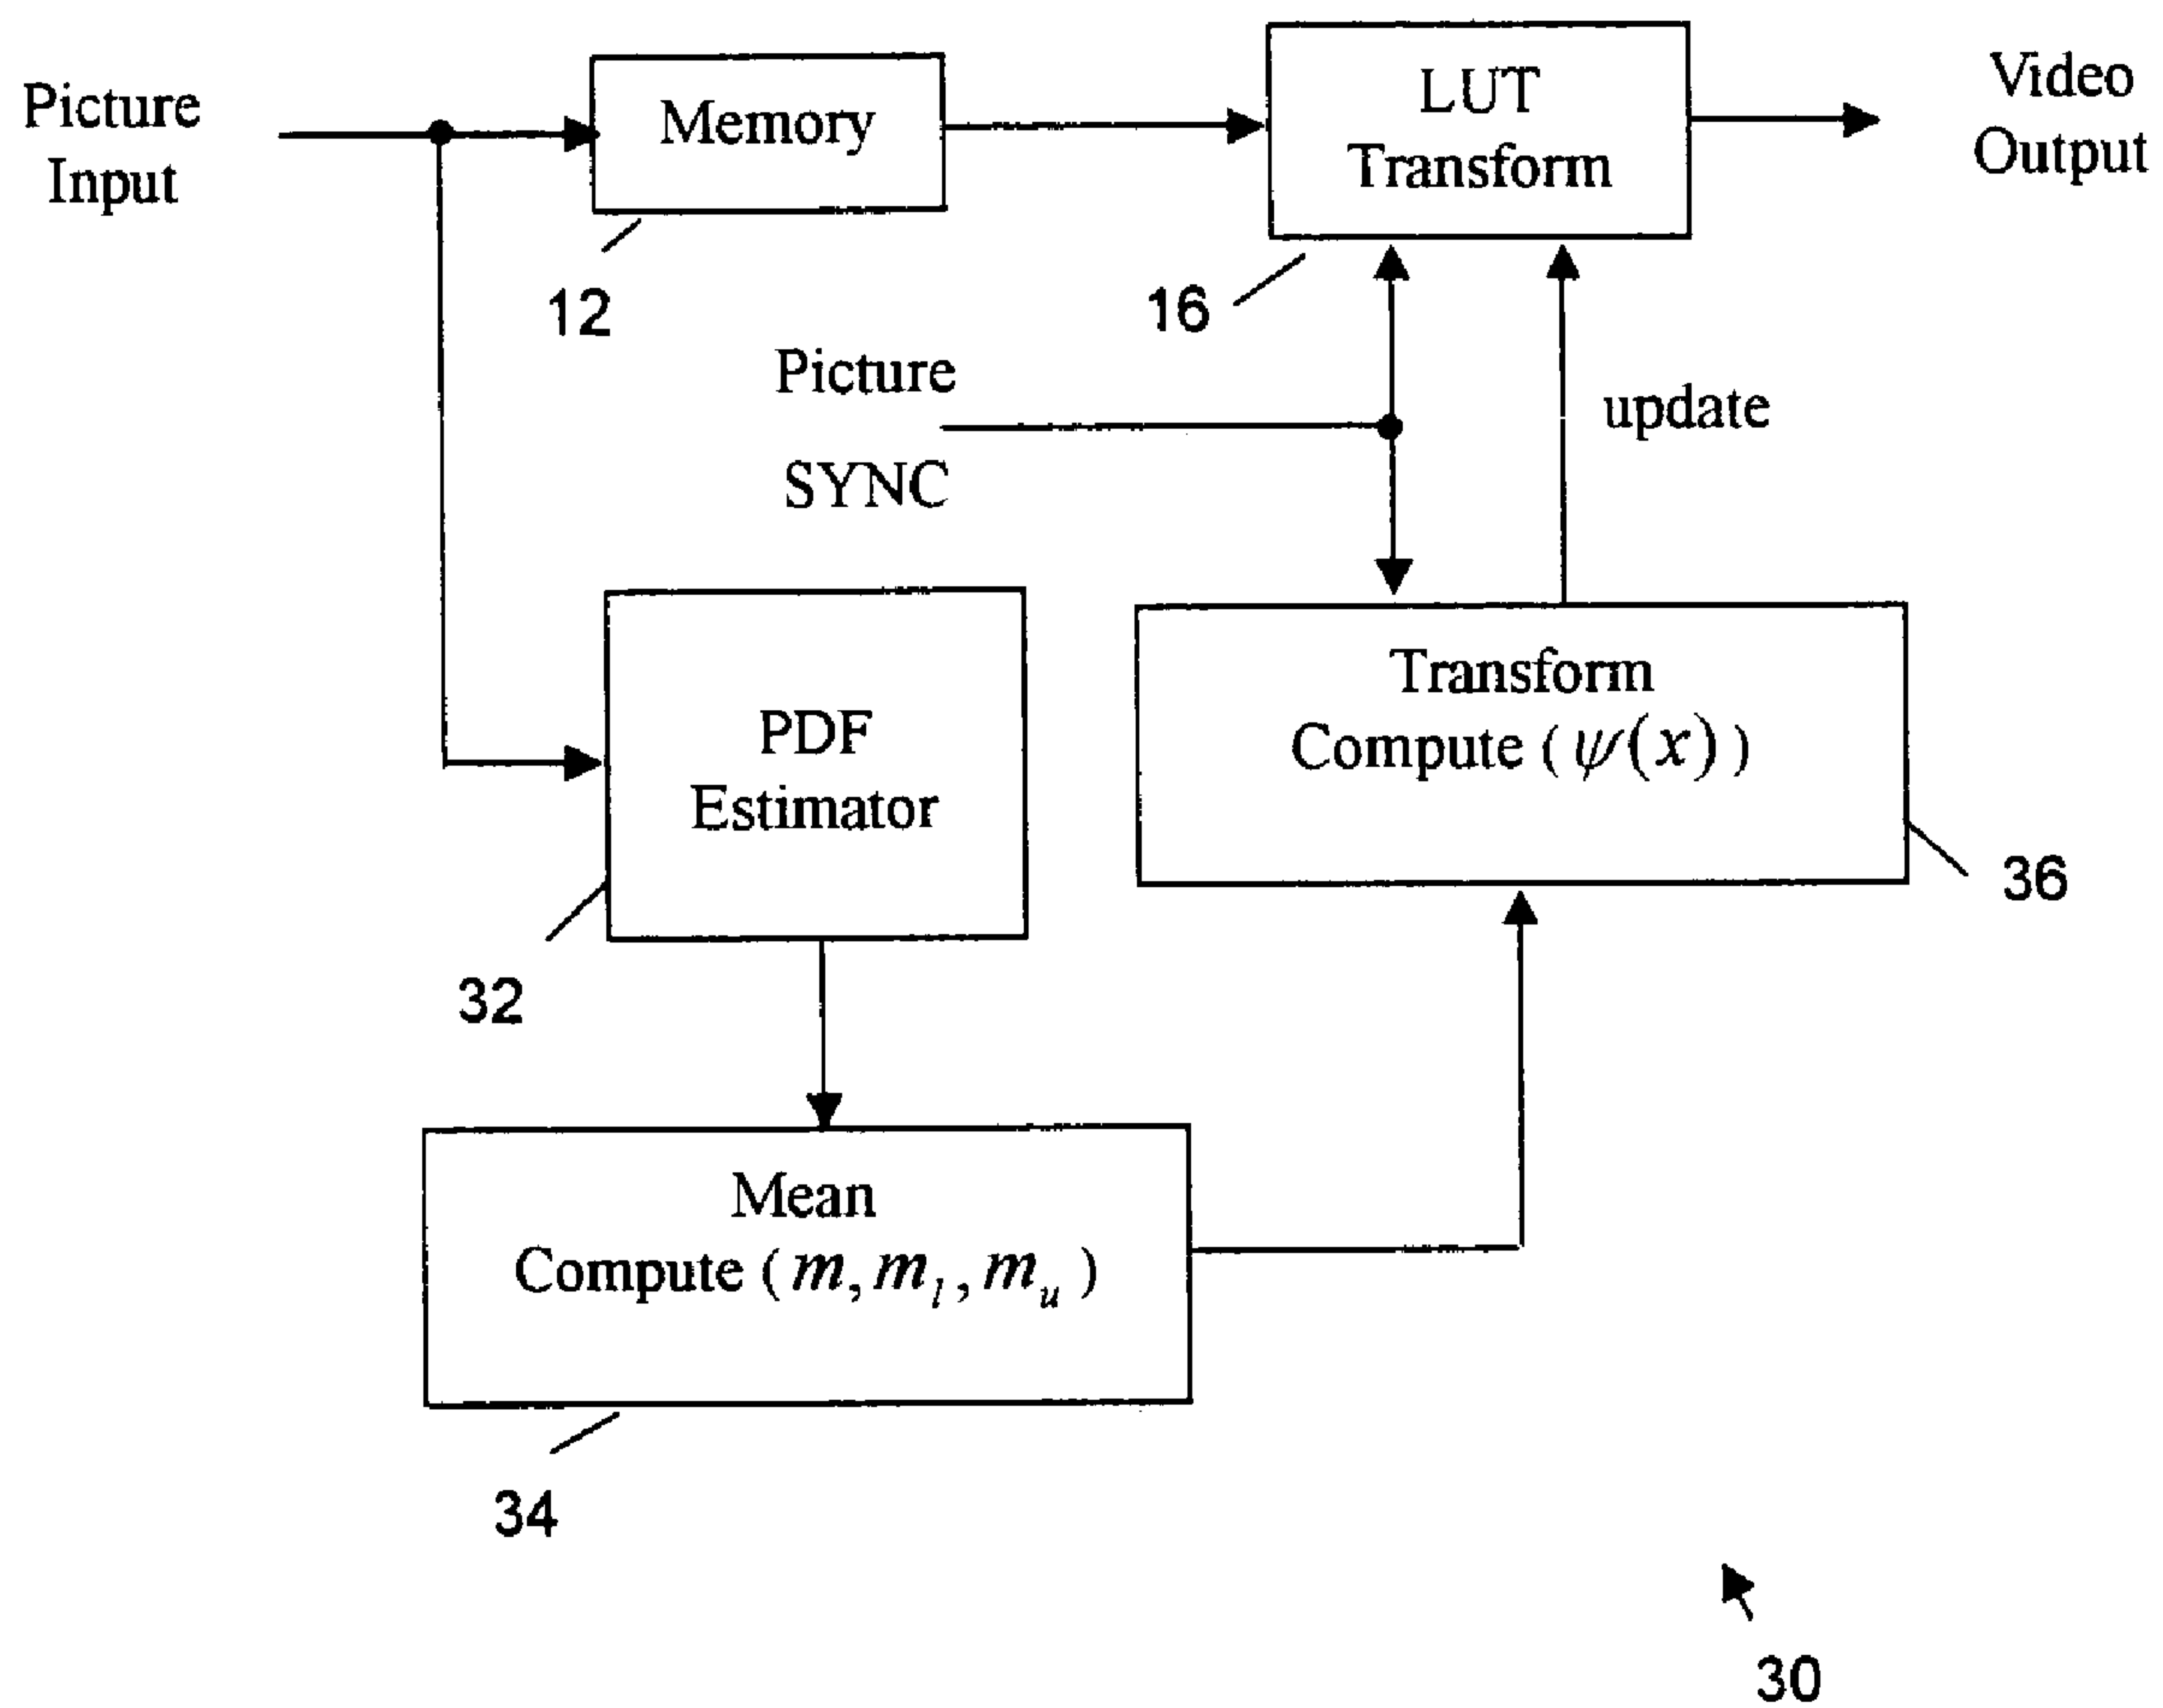 Picture
Input
Memory
12
LUT
Transform
16
Video
Output
Picture
SYNC
update
PDF
Estimator
32
Transform
Compute (ψ(x))
36
Mean
Compute (m, m_l, m_u)
34
30